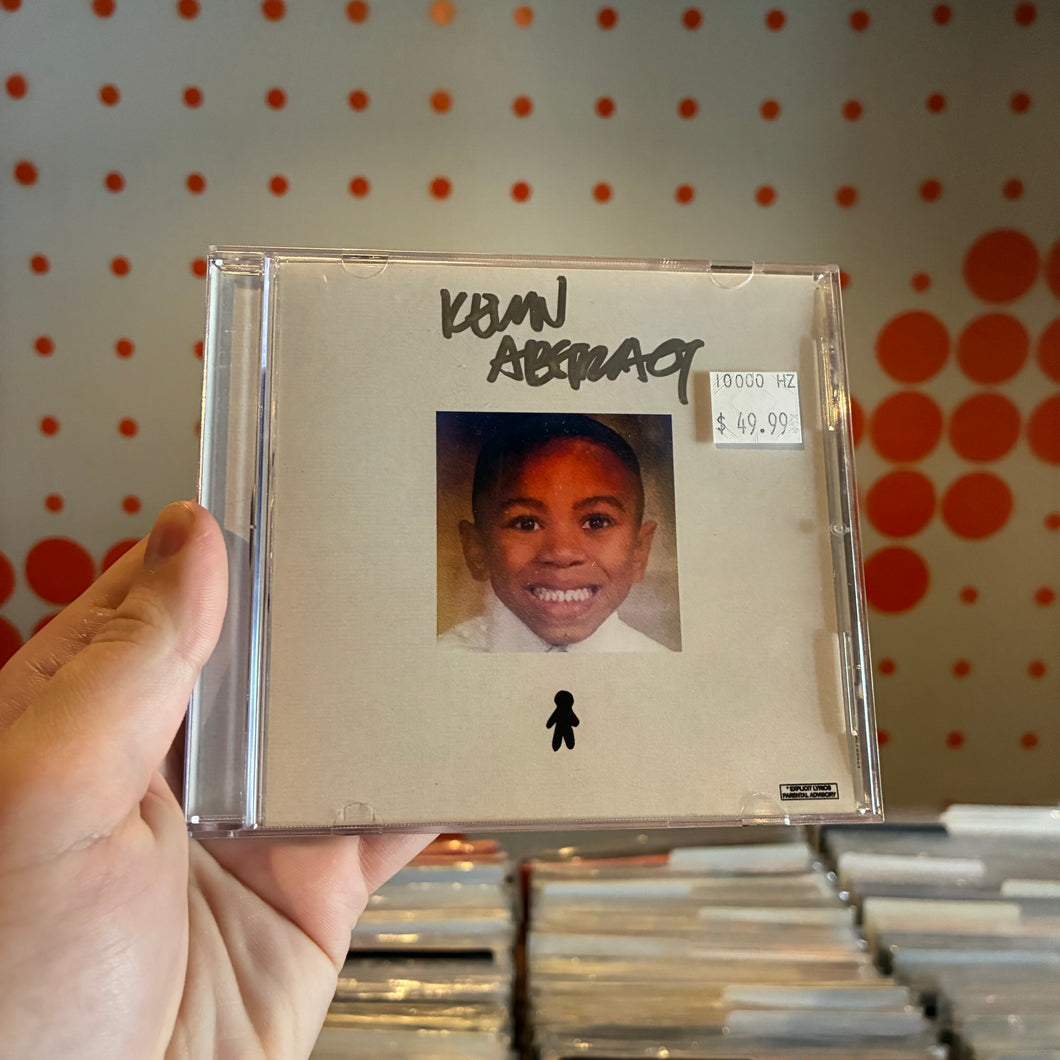 KEVIN
ABSTRACT
10000 HZ
$ 49.99
* EXPLICIT LYRICS
PARENTAL ADVISORY